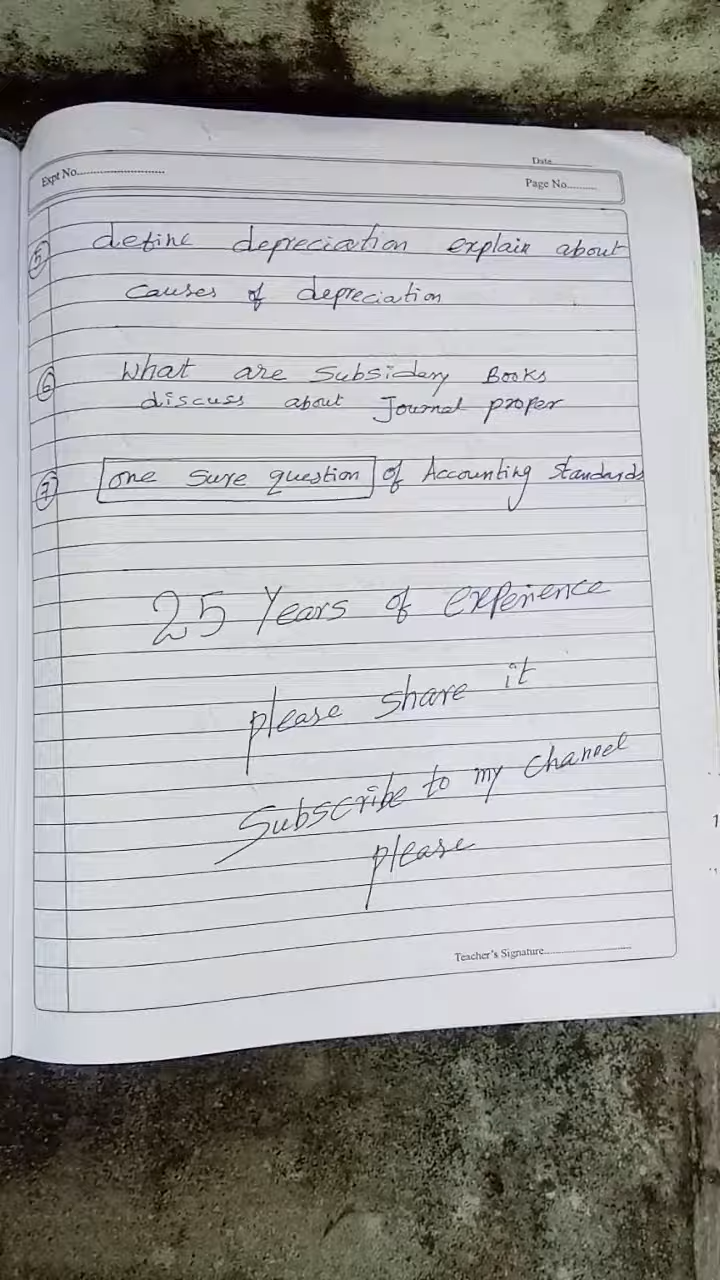 Expt No..........................
Date..............
Page No..........
5 define depreciation explain about
causes of depreciation
6 What are Subsidary Books
discuss about Journal proper
7 one Sure question of Accounting Standards
25 Years of experience
please share it
Subscribe to my channel
please
Teacher's Signature..............................